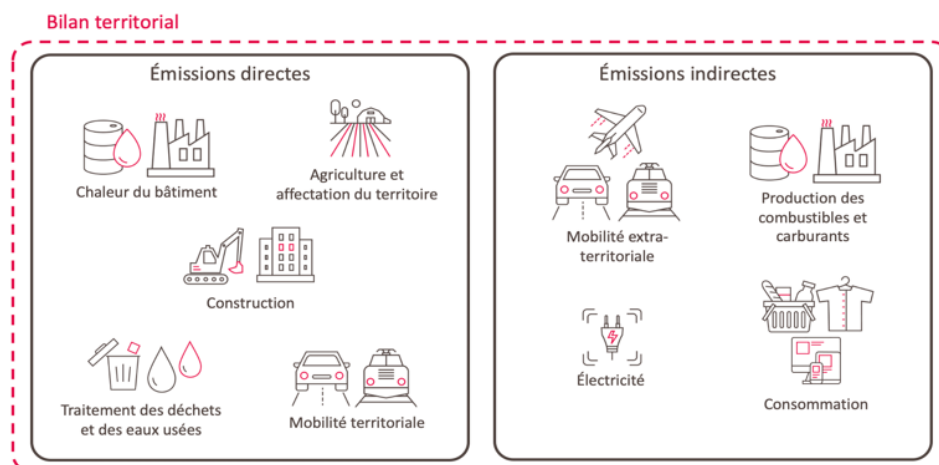 Bilan territorial
Émissions directes
Chaleur du bâtiment
Agriculture et
affectation du territoire
Construction
Traitement des déchets
et des eaux usées
Mobilité territoriale
Émissions indirectes
Mobilité extra-
territoriale
Production des
combustibles et
carburants
Électricité
Consommation